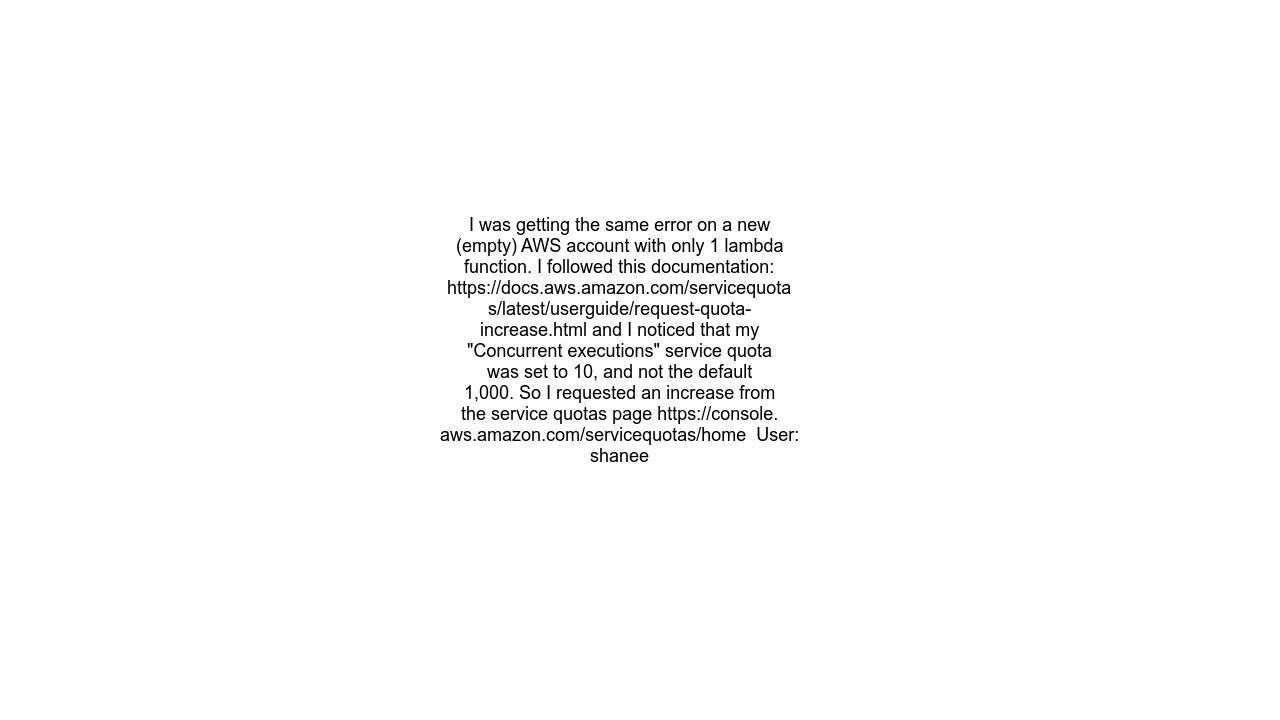 I was getting the same error on a new
(empty) AWS account with only 1 lambda
function. I followed this documentation:
https://docs.aws.amazon.com/servicequota
s/latest/userguide/request-quota-
increase.html and I noticed that my
"Concurrent executions" service quota
was set to 10, and not the default
1,000. So I requested an increase from
the service quotas page https://console.
aws.amazon.com/servicequotas/home  User:
shanee